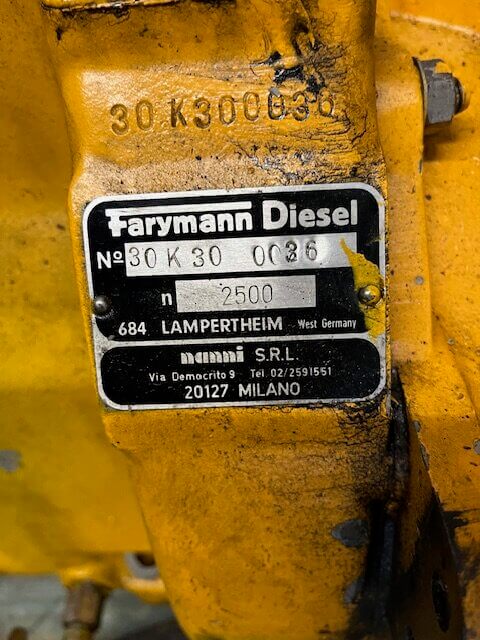 30 K300036
Farymann Diesel
Nº 30 K 30 0036
n 2500
684 LAMPERTHEIM West Germany
nanni S.R.L.
Via Democrito 9 Tel. 02/2591551
20127 MILANO